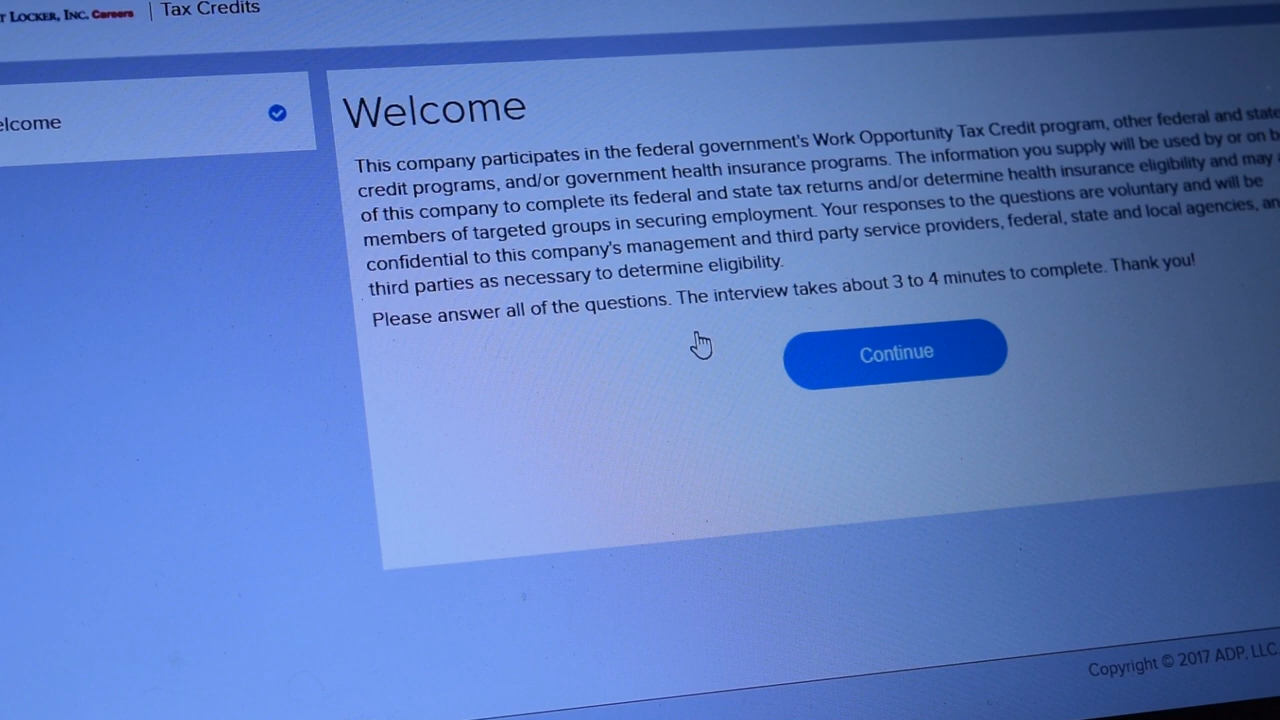 LOCKER, INC. Careers | Tax Credits
Welcome
This company participates in the federal government's Work Opportunity Tax Credit program, other federal and state
credit programs, and/or government health insurance programs. The information you supply will be used by or on
of this company to complete its federal and state tax returns and/or determine health insurance eligibility and may
members of targeted groups in securing employment. Your responses to the questions are voluntary and will be
confidential to this company's management and third party service providers, federal, state and local agencies,
third parties as necessary to determine eligibility.
Please answer all of the questions. The interview takes about 3 to 4 minutes to complete. Thank you!
Continue
Copyright © 2017 ADP, LLC